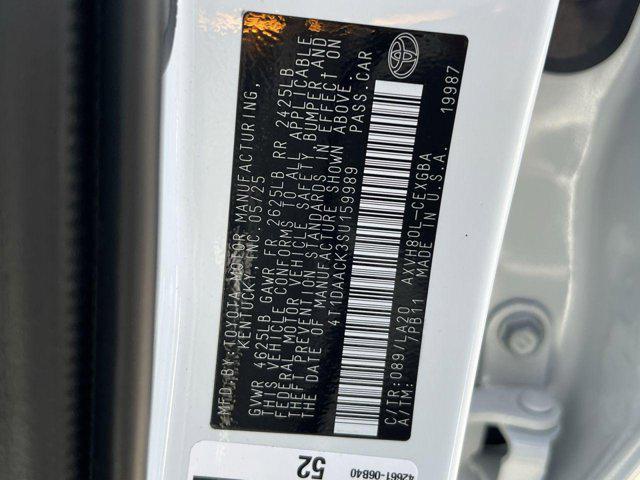 MFD. BY: TOYOTA MOTOR MANUFACTURING,
KENTUCKY, INC. 05/25
GVWR 4625LB GAWR FR 2625LB RR 2425LB
THIS VEHICLE CONFORMS TO ALL APPLICABLE
FEDERAL MOTOR VEHICLE SAFETY, BUMPER, AND
THEFT PREVENTION STANDARDS IN EFFECT ON
THE DATE OF MANUFACTURE SHOWN ABOVE.
4T1DAACK3SU159989 PASS.CAR
C/TR:089/LA20 AXVH80L-CEXGBA
A/TM: 7PB11 MADE IN U.S.A. 19987
52
42661-06B40